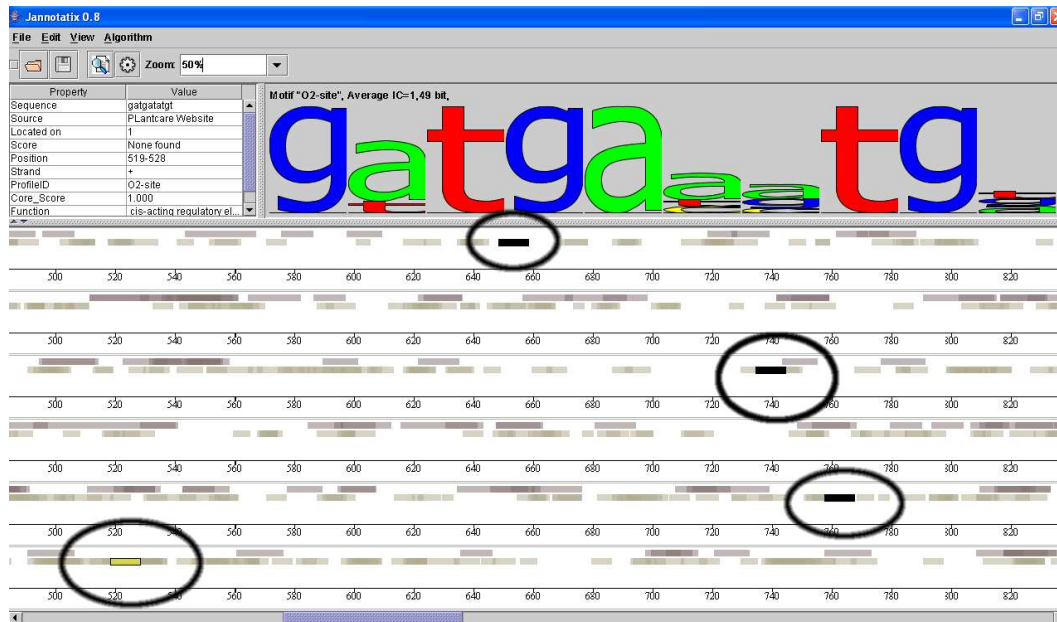 Jannotatix 0.8
File Edit View Algorithm
Zoom: 50%
Property Value
Sequence gatgatatgt
Source PLantcare Website
Located on 1
Score None found
Position 519-528
Strand +
ProfileID O2-site
Core_Score 1.000
Function cis-acting regulatory el...
Motif "O2-site", Average IC=1,49 bit,
gatgaaaatg
500 520 540 560 580 600 620 640 660 680 700 720 740 760 780 800 820
500 520 540 560 580 600 620 640 660 680 700 720 740 760 780 800 820
500 520 540 560 580 600 620 640 660 680 700 720 740 760 780 800 820
500 520 540 560 580 600 620 640 660 680 700 720 740 760 780 800 820
500 520 540 560 580 600 620 640 660 680 700 720 740 760 780 800 820
500 520 540 560 580 600 620 640 660 680 700 720 740 760 780 800 820